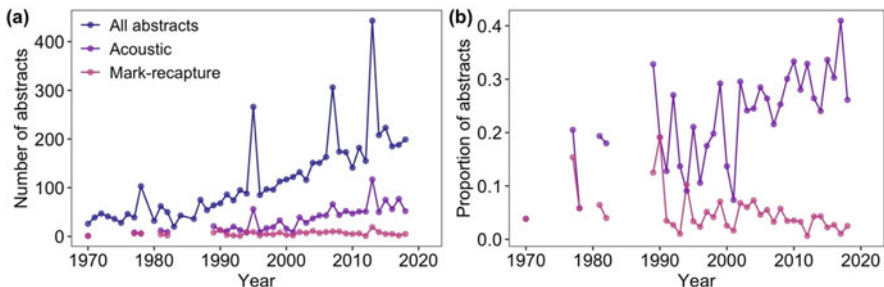 (a)
All abstracts
Acoustic
Mark-recapture
Number of abstracts
400
300
200
100
0
1970
1980
1990
2000
2010
2020
Year
(b)
Proportion of abstracts
0.4
0.3
0.2
0.1
0.0
1970
1980
1990
2000
2010
2020
Year